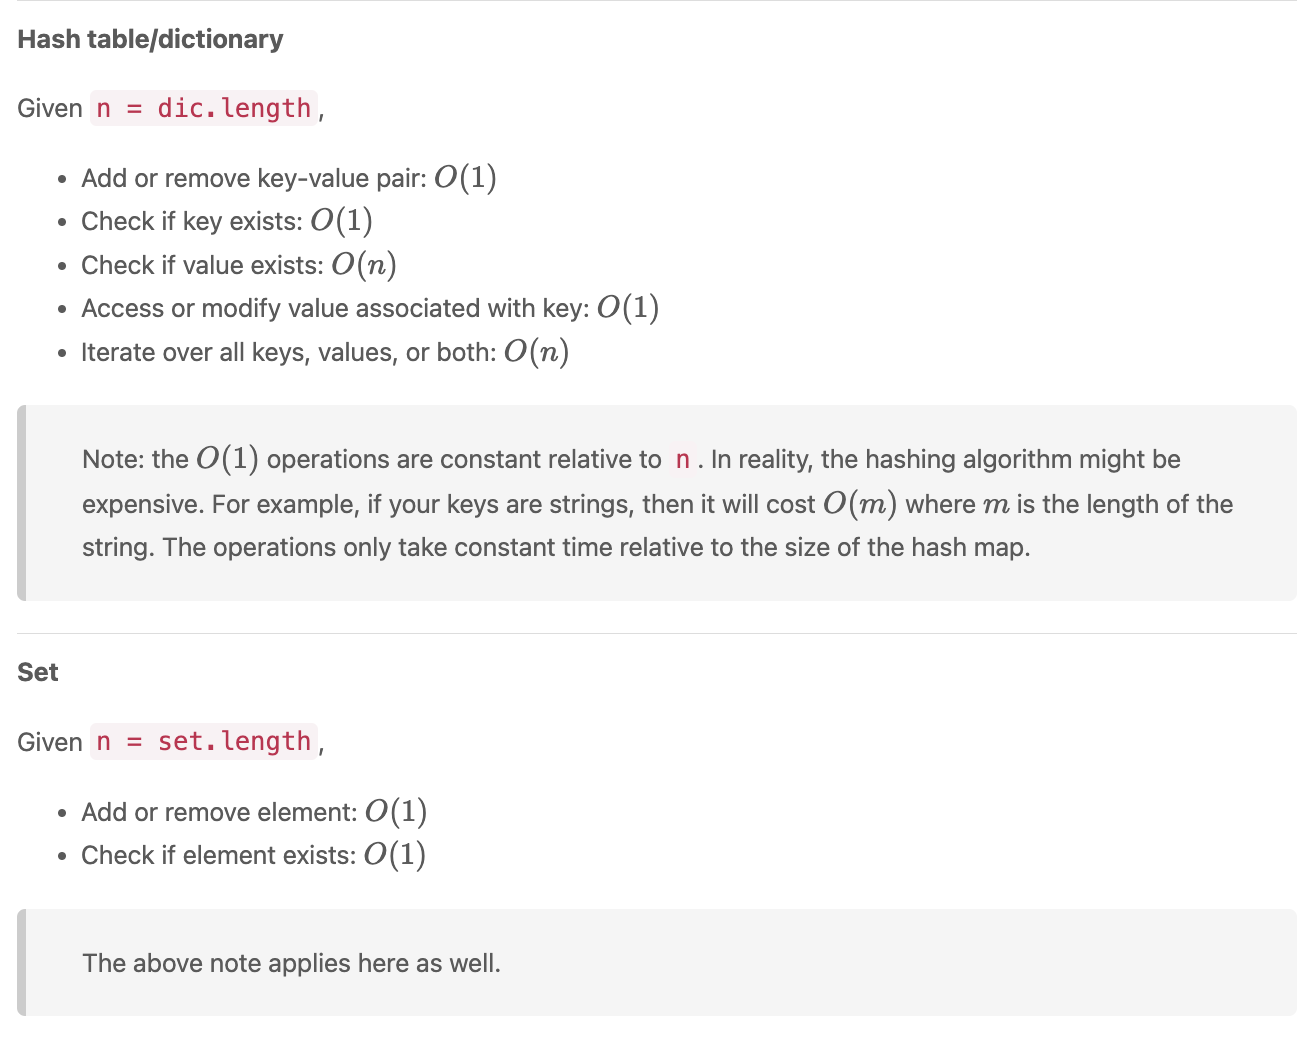 Hash table/dictionary
Given n = dic.length,
• Add or remove key-value pair: O(1)
• Check if key exists: O(1)
• Check if value exists: O(n)
• Access or modify value associated with key: O(1)
• Iterate over all keys, values, or both: O(n)
Note: the O(1) operations are constant relative to n. In reality, the hashing algorithm might be
expensive. For example, if your keys are strings, then it will cost O(m) where m is the length of the
string. The operations only take constant time relative to the size of the hash map.
Set
Given n = set.length,
• Add or remove element: O(1)
• Check if element exists: O(1)
The above note applies here as well.